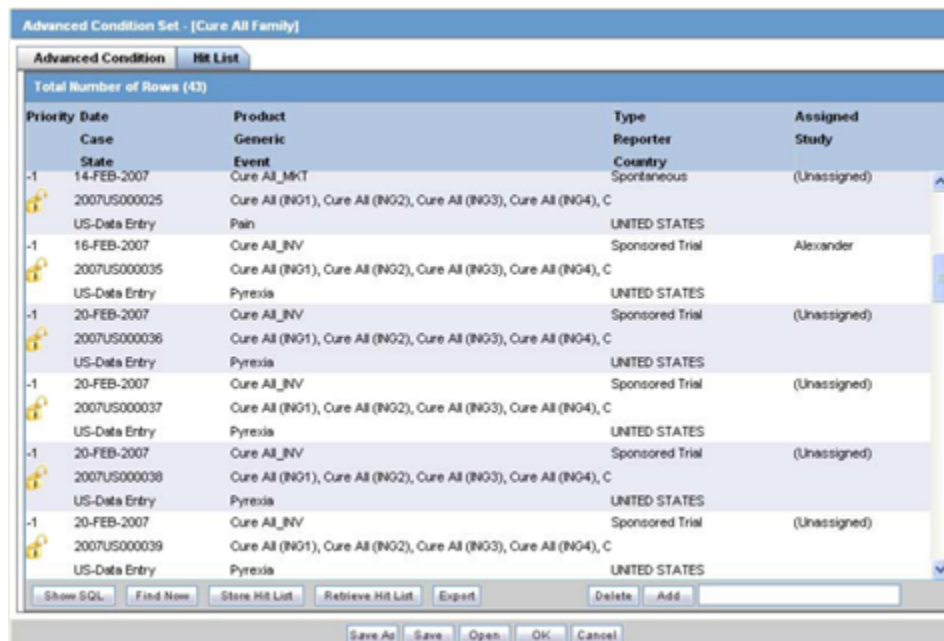 Advanced Condition Set - [Cure All Family]
Advanced Condition Hit List
Total Number of Rows (43)
Priority Date Product Type Assigned
Case Generic Reporter Study
State Event Country
-1 14-FEB-2007 Cure All_MKT Spontaneous (Unassigned)
2007US000025 Cure All (ING1), Cure All (ING2), Cure All (ING3), Cure All (ING4), C
US-Data Entry Pain UNITED STATES
-1 16-FEB-2007 Cure All_INV Sponsored Trial Alexander
2007US000035 Cure All (ING1), Cure All (ING2), Cure All (ING3), Cure All (ING4), C
US-Data Entry Pyrexia UNITED STATES
-1 20-FEB-2007 Cure All_INV Sponsored Trial (Unassigned)
2007US000036 Cure All (ING1), Cure All (ING2), Cure All (ING3), Cure All (ING4), C
US-Data Entry Pyrexia UNITED STATES
-1 20-FEB-2007 Cure All_INV Sponsored Trial (Unassigned)
2007US000037 Cure All (ING1), Cure All (ING2), Cure All (ING3), Cure All (ING4), C
US-Data Entry Pyrexia UNITED STATES
-1 20-FEB-2007 Cure All_INV Sponsored Trial (Unassigned)
2007US000038 Cure All (ING1), Cure All (ING2), Cure All (ING3), Cure All (ING4), C
US-Data Entry Pyrexia UNITED STATES
-1 20-FEB-2007 Cure All_INV Sponsored Trial (Unassigned)
2007US000039 Cure All (ING1), Cure All (ING2), Cure All (ING3), Cure All (ING4), C
US-Data Entry Pyrexia UNITED STATES
Show SQL Find Now Store Hit List Retrieve Hit List Export Delete Add
Save As Save Open OK Cancel